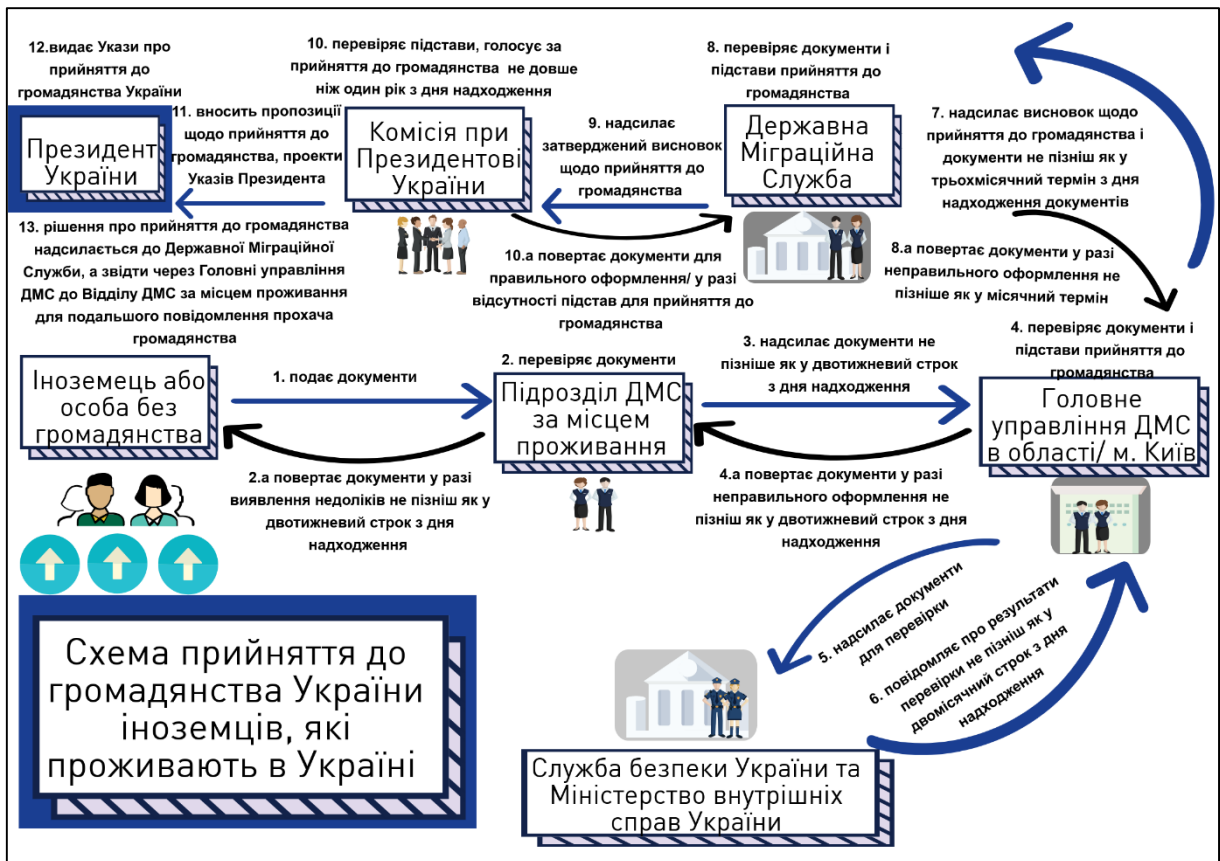 12.видає Укази про
прийняття до
громадянства України
Президент
України
11. вносить пропозиції
щодо прийняття до
громадянства, проекти
Указів Президента
10. перевіряє підстави, голосує за
прийняття до громадянства не довше
ніж один рік з дня надходження
Комісія при
Президентові
України
9. надсилає
затверджений висновок
щодо прийняття до
громадянства
8. перевіряє документи і
підстави прийняття до
громадянства
Державна
Міграційна
Служба
7. надсилає висновок щодо
прийняття до громадянства і
документи не пізніш як у
трьохмісячний термін з дня
надходження документів
13. рішення про прийняття до громадянства
надсилається до Державної Міграційної
Служби, а звідти через Головні управління
ДМС до Відділу ДМС за місцем проживання
для подальшого повідомлення прохача
громадянства
10.а повертає документи для
правильного оформлення/ у разі
відсутності підстав для прийняття до
громадянства
8.а повертає документи у разі
неправильного оформлення не
пізніше як у місячний термін
Іноземець або
особа без
громадянства
1. подає документи
2. перевіряє документи
Підрозділ ДМС
за місцем
проживання
3. надсилає документи не
пізніше як у двотижневий строк
з дня надходження
4. перевіряє документи і
підстави прийняття до
громадянства
Головне
управління ДМС
в області/ м. Київ
2.а повертає документи у разі
виявлення недоліків не пізніш як у
двотижневий строк з дня
надходження
4.а повертає документи у разі
неправильного оформлення не
пізніш як у двотижневий строк з дня
надходження
5. надсилає документи
для перевірки
6. повідомляє про результати
перевірки не пізніш як у
двомісячний строк з дня
надходження
Служба безпеки України та
Міністерство внутрішніх
справ України
Схема прийняття до
громадянства України
іноземців, які
проживають в Україні